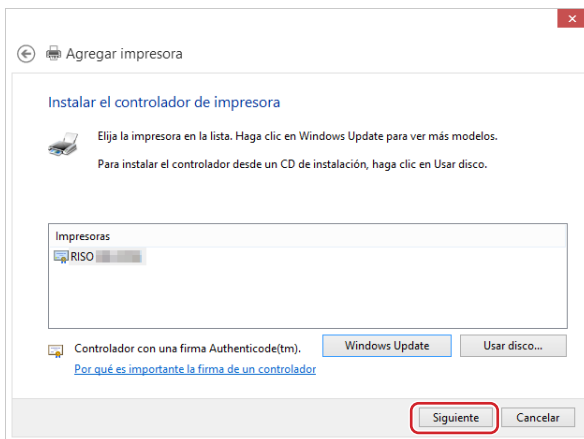 Agregar impresora
Instalar el controlador de impresora
Elija la impresora en la lista. Haga clic en Windows Update para ver más modelos.
Para instalar el controlador desde un CD de instalación, haga clic en Usar disco.
Impresoras
RISO
Controlador con una firma Authenticode(tm).
Windows Update
Usar disco...
Por qué es importante la firma de un controlador
Siguiente
Cancelar